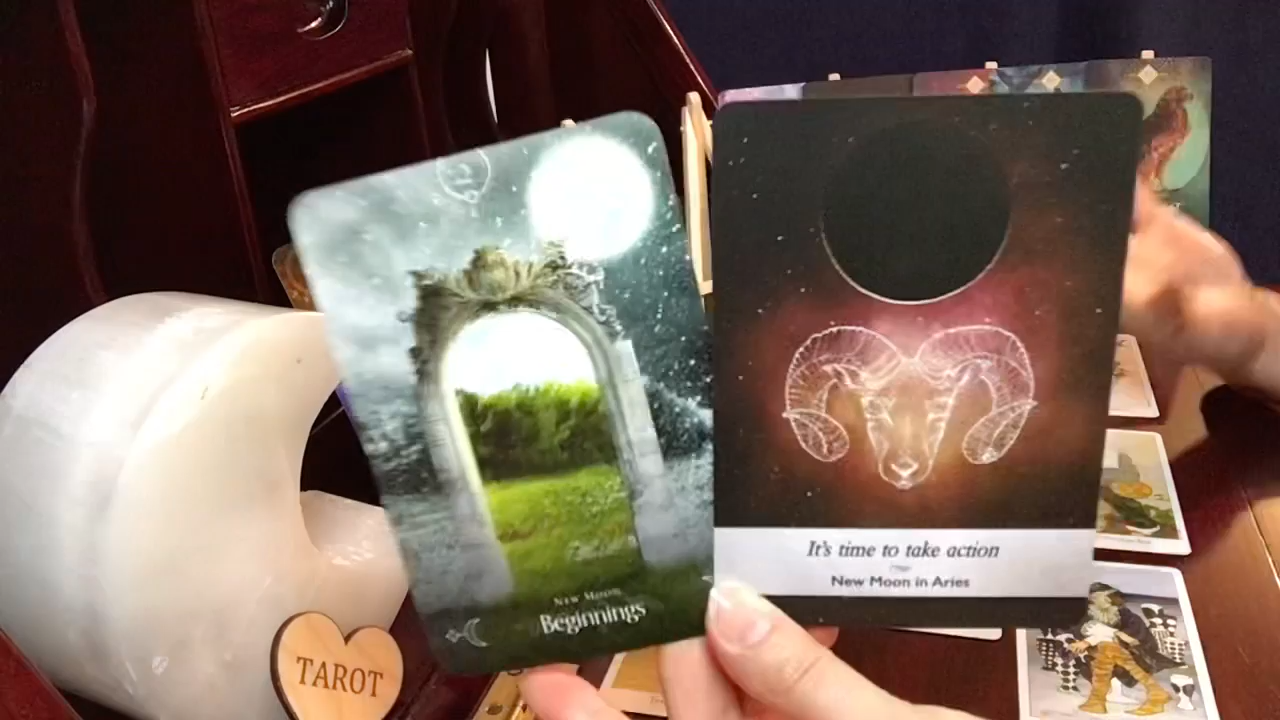 New Moon
Beginnings
It's time to take action
New Moon in Aries
TAROT